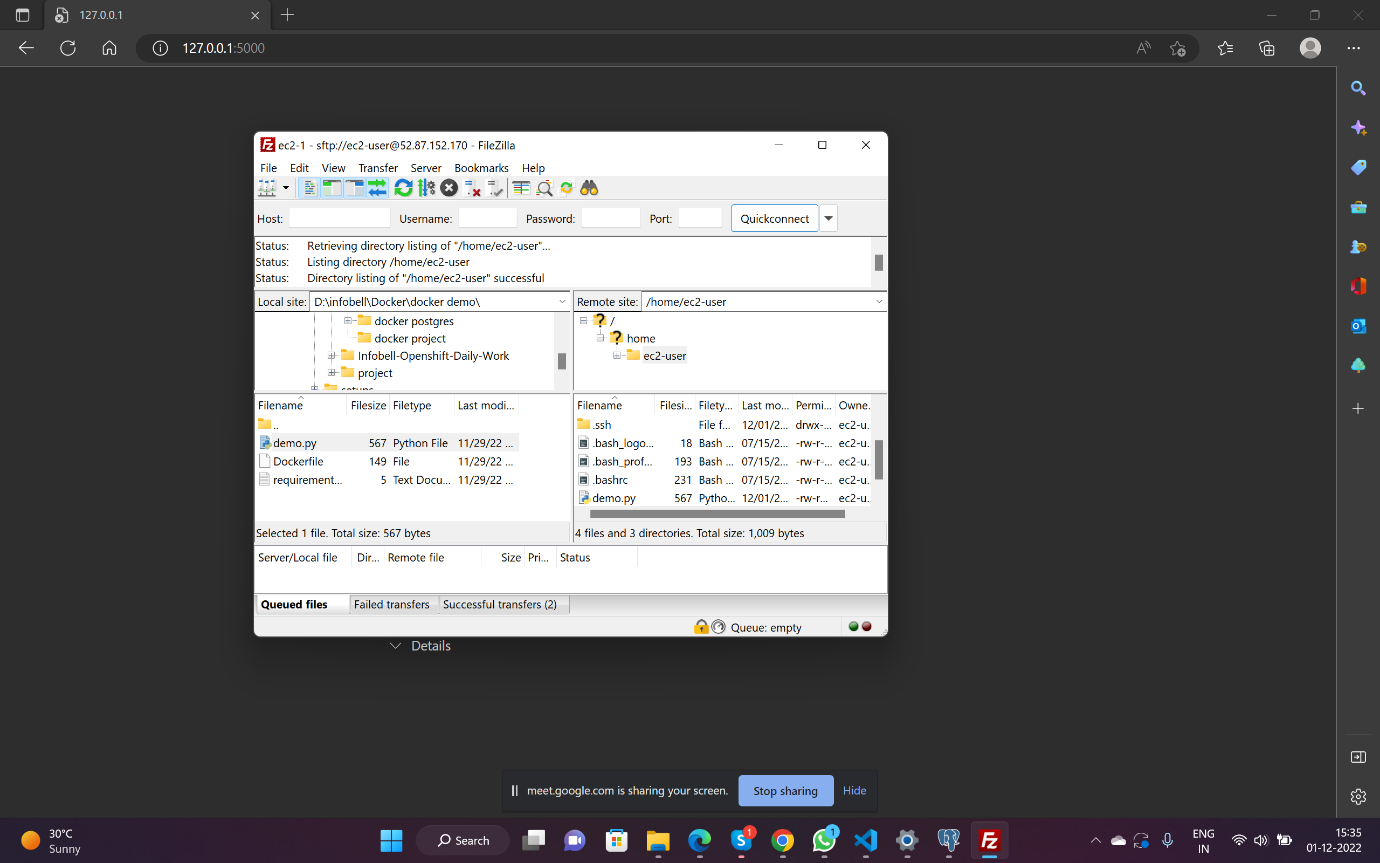 127.0.0.1
127.0.0.1:5000
ec2-1 - sftp://ec2-user@52.87.152.170 - FileZilla
File Edit View Transfer Server Bookmarks Help
Host: Username: Password: Port: Quickconnect
Status: Retrieving directory listing of "/home/ec2-user"...
Status: Listing directory /home/ec2-user
Status: Directory listing of "/home/ec2-user" successful
Local site: D:\infobell\Docker\docker demo\
docker postgres
docker project
Infobell-Openshift-Daily-Work
project
setups
Remote site: /home/ec2-user
/
home
ec2-user
Filename Filesize Filetype Last modi...
..
demo.py 567 Python File 11/29/22 ...
Dockerfile 149 File 11/29/22 ...
requirement... 5 Text Docu... 11/29/22 ...
Selected 1 file. Total size: 567 bytes
Filename Filesi... Filety... Last mo... Permi... Owne.
.ssh File f... 12/01/2... drwx-... ec2-u.
.bash_logo... 18 Bash ... 07/15/2... -rw-r-... ec2-u.
.bash_prof... 193 Bash ... 07/15/2... -rw-r-... ec2-u.
.bashrc 231 Bash ... 07/15/2... -rw-r-... ec2-u.
demo.py 567 Pytho... 12/01/2... -rw-r... ec2-u.
4 files and 3 directories. Total size: 1,009 bytes
Server/Local file Dir... Remote file Size Pri... Status
Queued files Failed transfers Successful transfers (2)
Queue: empty
Details
meet.google.com is sharing your screen. Stop sharing Hide
30°C
Sunny
Search
1
1
ENG
IN
15:35
01-12-2022